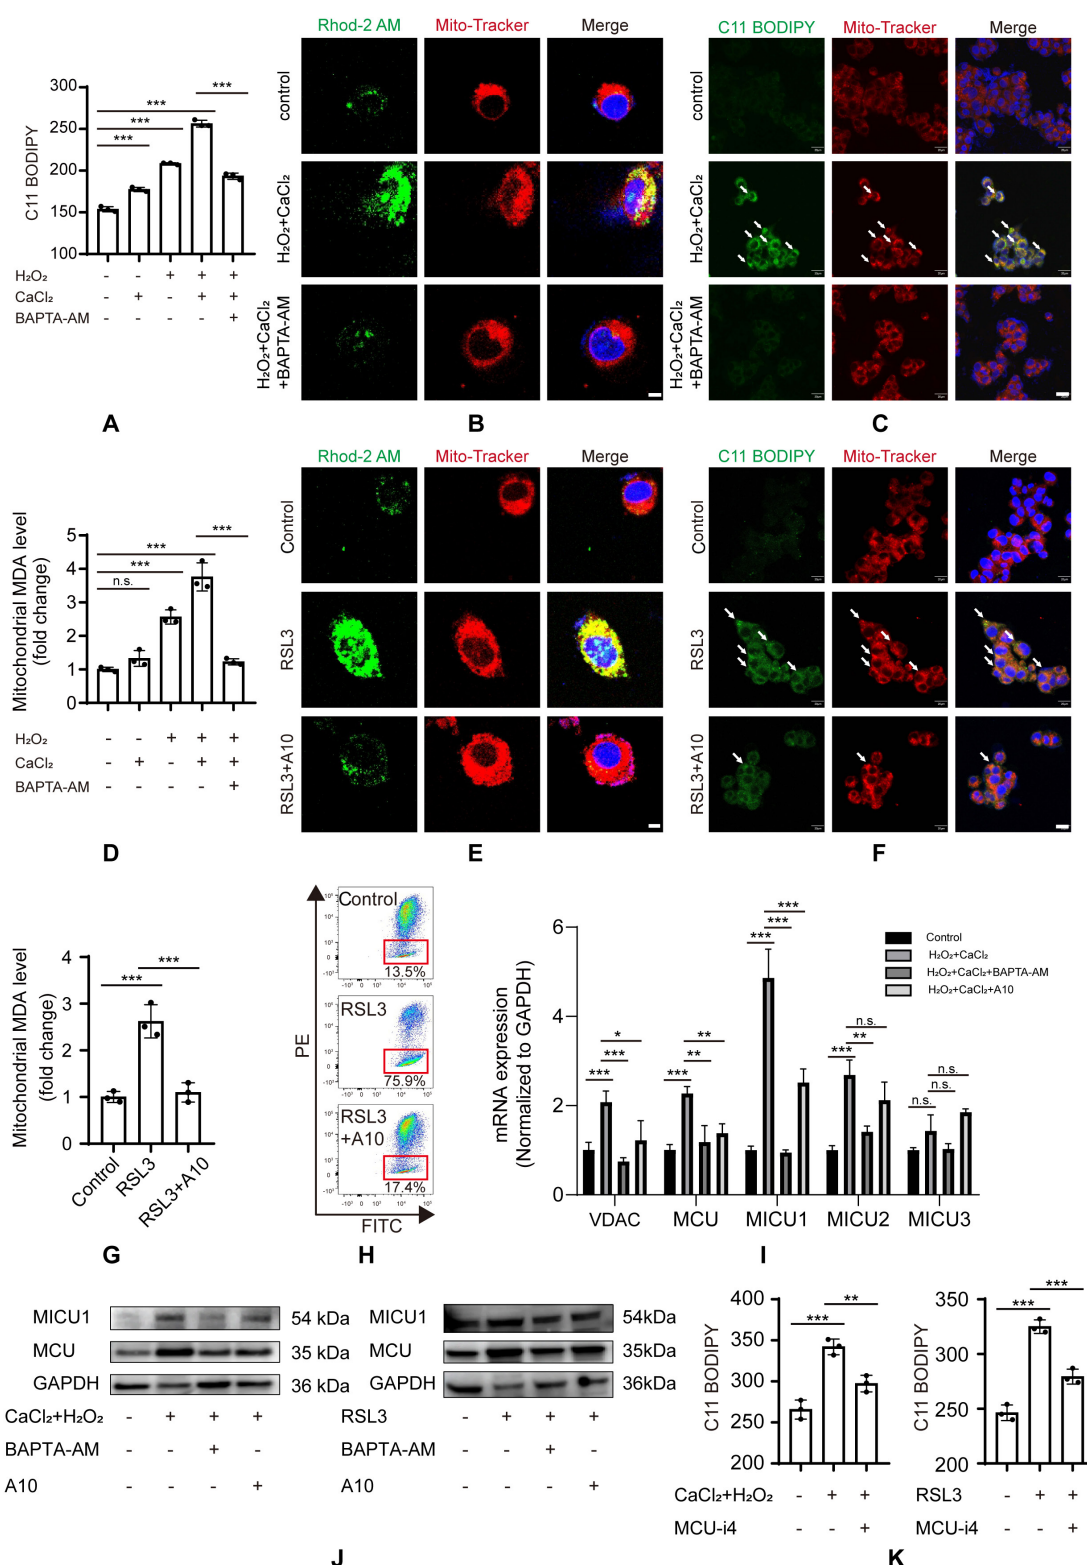 C11 BODIPY
300
250
200
150
100
***
***
***
***
H₂O₂ - - + + +
CaCl₂ - + - + +
BAPTA-AM - - - - +
A
Rhod-2 AM Mito-Tracker Merge
control
H₂O₂+CaCl₂
H₂O₂+CaCl₂
+BAPTA-AM
B
C11 BODIPY Mito-Tracker Merge
control
H₂O₂+CaCl₂
H₂O₂+CaCl₂
+BAPTA-AM
C
Mitochondrial MDA level
(fold change)
5
4
3
2
1
0
***
***
***
n.s.
H₂O₂ - - + + +
CaCl₂ - + - + +
BAPTA-AM - - - - +
D
Rhod-2 AM Mito-Tracker Merge
Control
RSL3
RSL3+A10
E
C11 BODIPY Mito-Tracker Merge
Control
RSL3
RSL3+A10
F
Mitochondrial MDA level
(fold change)
4
3
2
1
0
***
***
Control RSL3 RSL3+A10
G
PE
Control
13.5%
RSL3
75.9%
RSL3
+A10
17.4%
FITC
H
mRNA expression
(Normalized to GAPDH)
6
4
2
0
*** *** *
*** ** **
*** *** ***
*** ** n.s.
n.s. n.s. n.s.
Control
H₂O₂+CaCl₂
H₂O₂+CaCl₂+BAPTA-AM
H₂O₂+CaCl₂+A10
VDAC MCU MICU1 MICU2 MICU3
I
MICU1 54 kDa
MCU 35 kDa
GAPDH 36 kDa
CaCl₂+H₂O₂ - + + +
BAPTA-AM - - + -
A10 - - - +
MICU1 54kDa
MCU 35kDa
GAPDH 36kDa
RSL3 - + + +
BAPTA-AM - - + -
A10 - - - +
J
C11 BODIPY
400
350
300
250
200
***
**
CaCl₂+H₂O₂ - + +
MCU-i4 - - +
C11 BODIPY
350
300
250
200
***
***
RSL3 - + +
MCU-i4 - - +
K